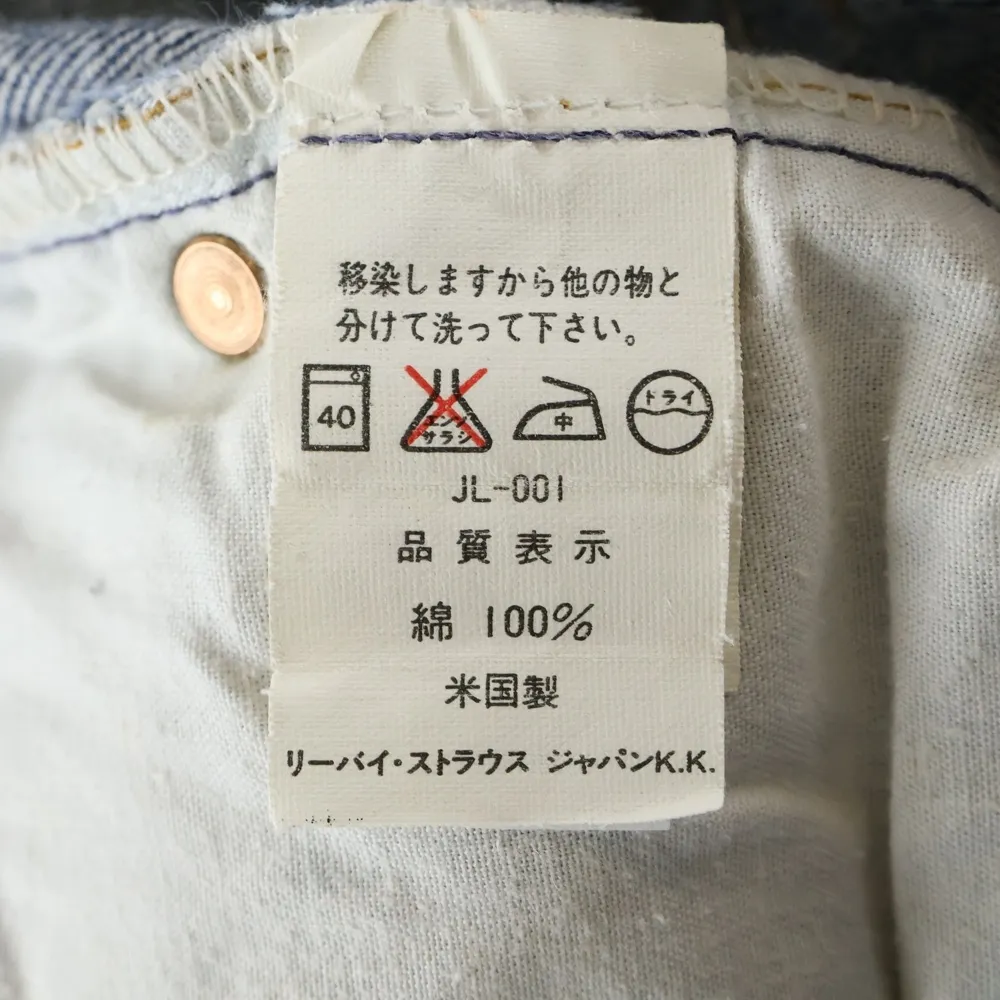 移染しますから他の物と
分けて洗って下さい。
40 エンソ サラシ 中 ドライ
JL-001
品質表示
綿 100%
米国製
リーバイ・ストラウス ジャパンK.K.